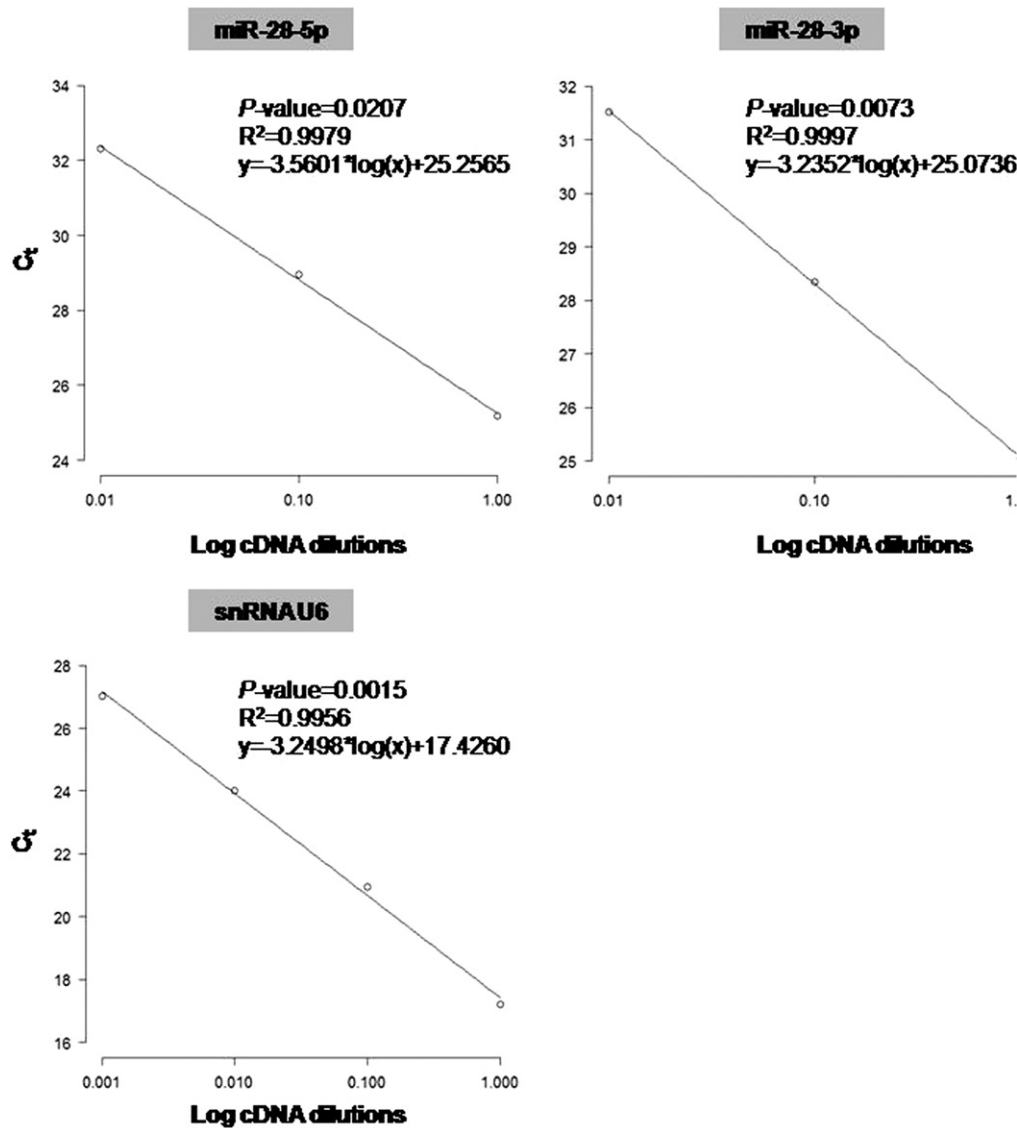 miR-28-5p
34
32
30
28
26
24
Ct
P-value=0.0207
R²=0.9979
y=-3.5601*log(x)+25.2565
0.01
0.10
1.00
Log cDNA dilutions
miR-28-3p
32
31
30
29
28
27
26
25
P-value=0.0073
R²=0.9997
y=-3.2352*log(x)+25.0736
0.01
0.10
1.
Log cDNA dilutions
snRNAU6
28
26
24
22
20
18
16
Ct
P-value=0.0015
R²=0.9956
y=-3.2498*log(x)+17.4260
0.001
0.010
0.100
1.000
Log cDNA dilutions